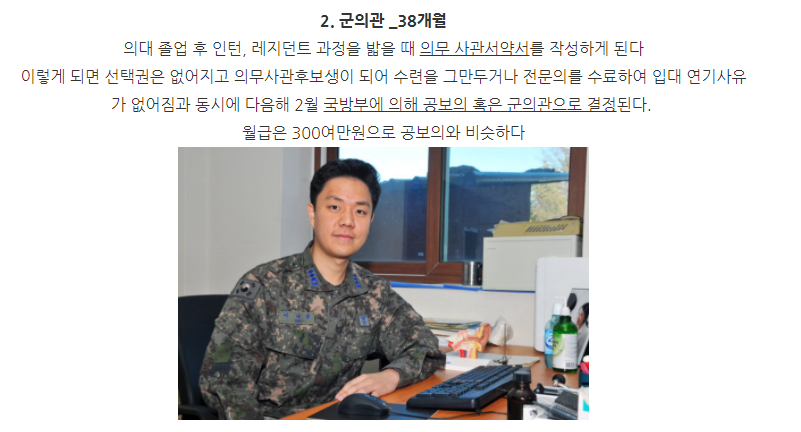 2. 군의관 _38개월
의대 졸업 후 인턴, 레지던트 과정을 밟을 때 의무 사관서약서를 작성하게 된다
이렇게 되면 선택권은 없어지고 의무사관후보생이 되어 수련을 그만두거나 전문의를 수료하여 입대 연기사유
가 없어짐과 동시에 다음해 2월 국방부에 의해 공보의 혹은 군의관으로 결정된다.
월급은 300여만원으로 공보의와 비슷하다